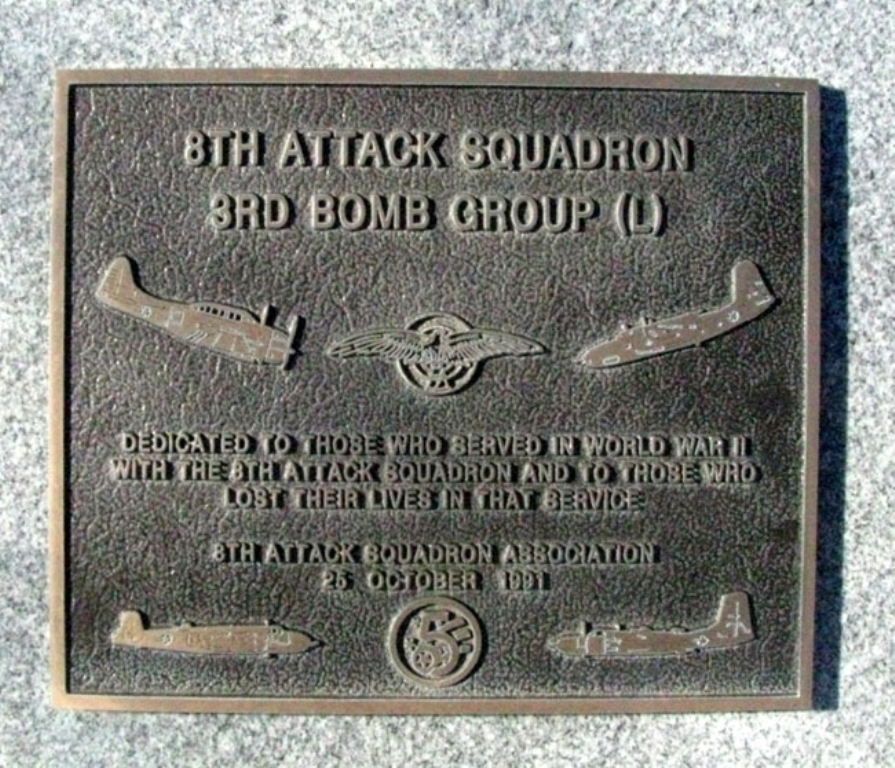 8TH ATTACK SQUADRON
3RD BOMB GROUP (L)
DEDICATED TO THOSE WHO SERVED IN WORLD WAR II
WITH THE 8TH ATTACK SQUADRON AND TO THOSE WHO
LOST THEIR LIVES IN THAT SERVICE
8TH ATTACK SQUADRON ASSOCIATION
25 OCTOBER 1991
5